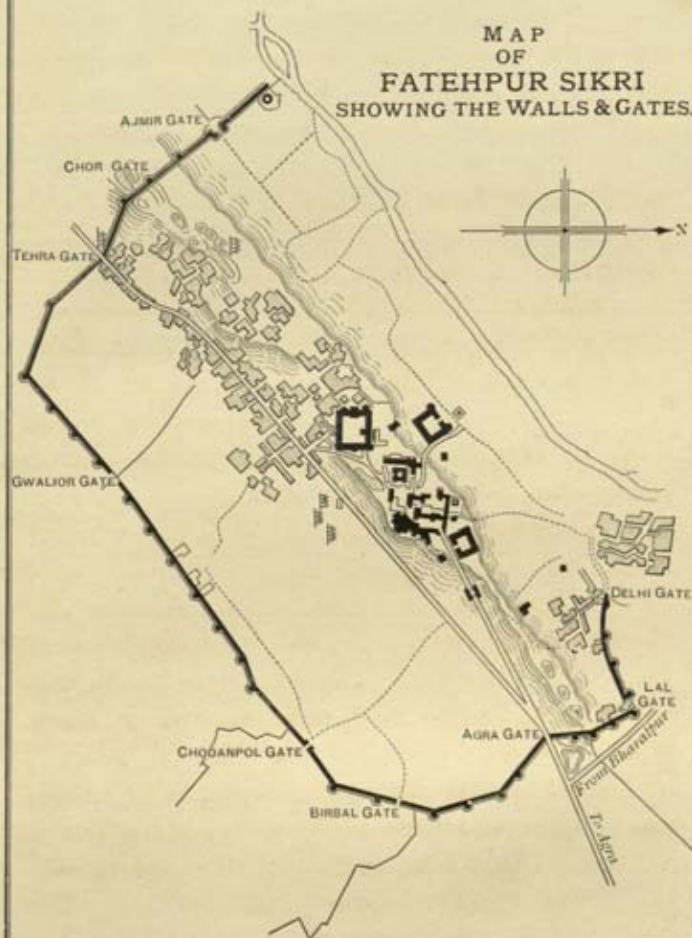 MAP
OF
FATEHPUR SIKRI
SHOWING THE WALLS & GATES.
AJMIR GATE
CHOR GATE
N
TEHRA GATE
GWALIOR GATE
DELHI GATE
LAL
GATE
AGRA GATE
From Bharatpur
CHODANPOL GATE
BIRBAL GATE
To Agra